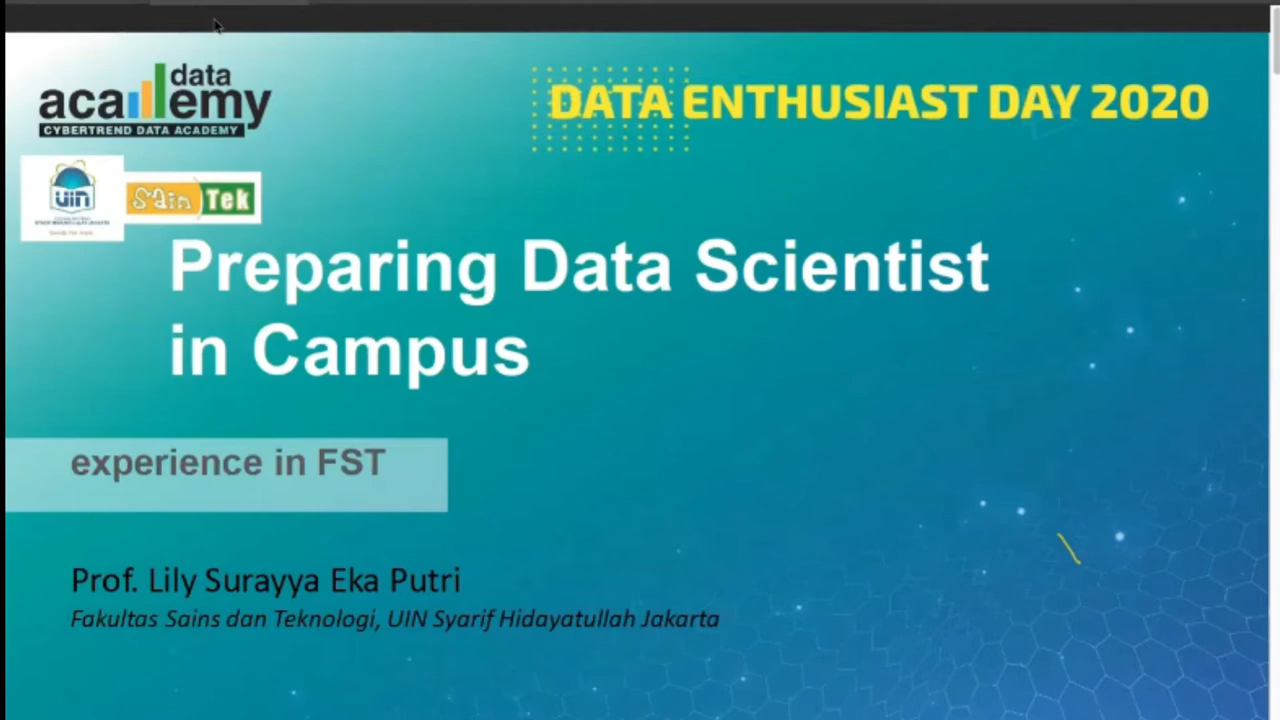 data
academy
CYBERTREND DATA ACADEMY
DATA ENTHUSIAST DAY 2020
UIN
SainTek
Preparing Data Scientist
in Campus
experience in FST
Prof. Lily Surayya Eka Putri
Fakultas Sains dan Teknologi, UIN Syarif Hidayatullah Jakarta